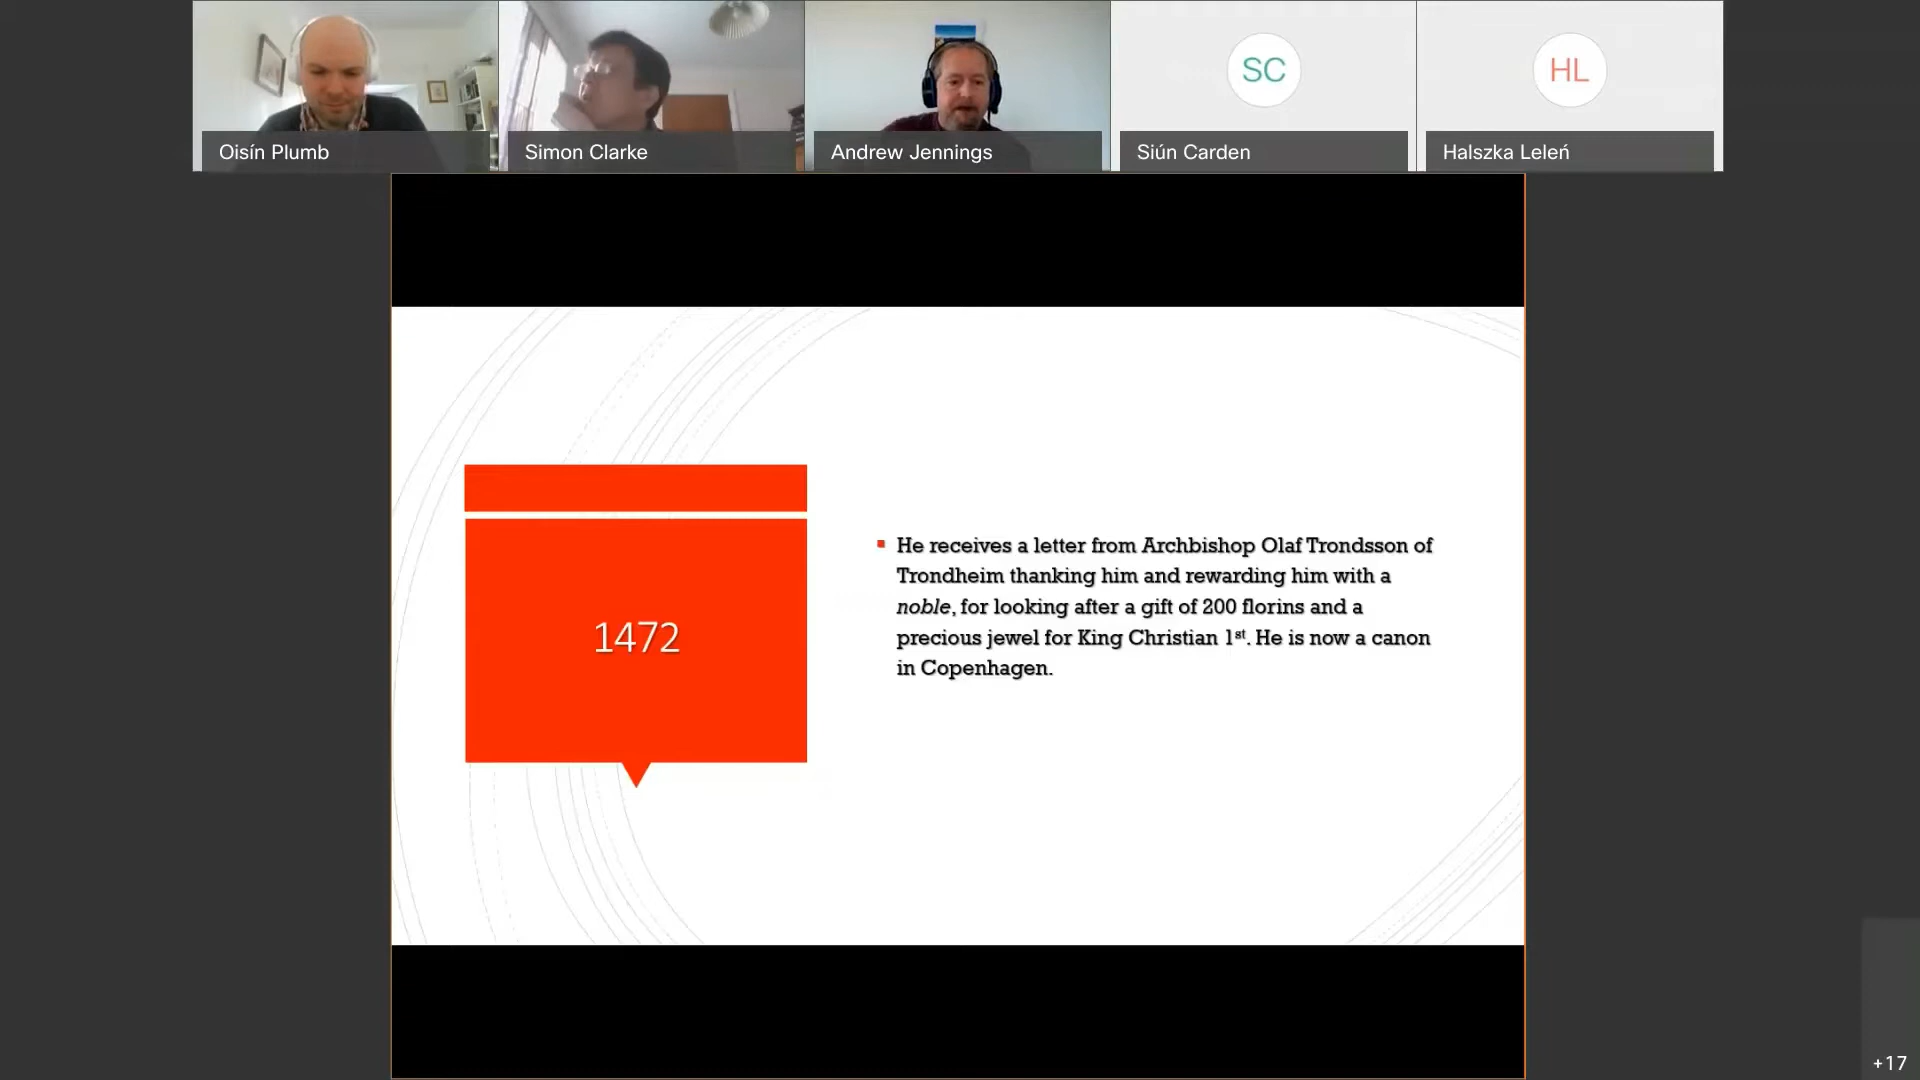 SC
HL
Oisín Plumb
Simon Clarke
Andrew Jennings
Siún Carden
Halszka Leleń
1472
He receives a letter from Archbishop Olaf Trondsson of
Trondheim thanking him and rewarding him with a
noble, for looking after a gift of 200 florins and a
precious jewel for King Christian 1st. He is now a canon
in Copenhagen.
+17